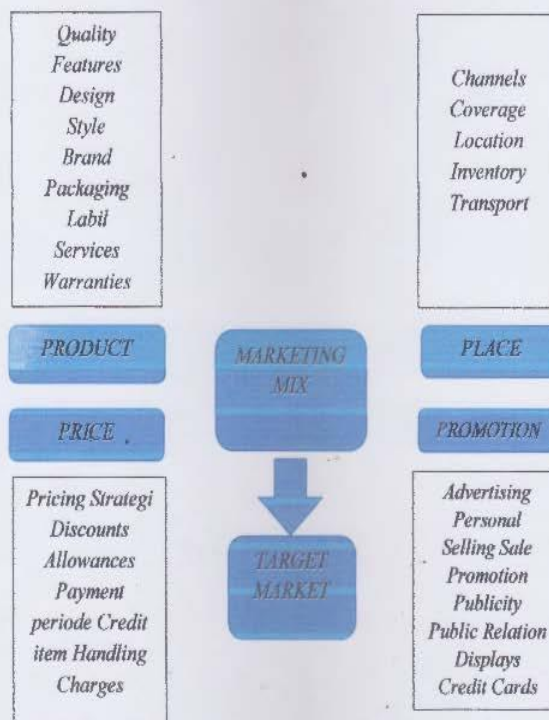 Quality
Features
Design
Style
Brand
Packaging
Labil
Services
Warranties
Channels
Coverage
Location
Inventory
Transport
PRODUCT
MARKETING
MIX
PLACE
PRICE
PROMOTION
Pricing Strategi
Discounts
Allowances
Payment
periode Credit
item Handling
Charges
TARGET
MARKET
Advertising
Personal
Selling Sale
Promotion
Publicity
Public Relation
Displays
Credit Cards